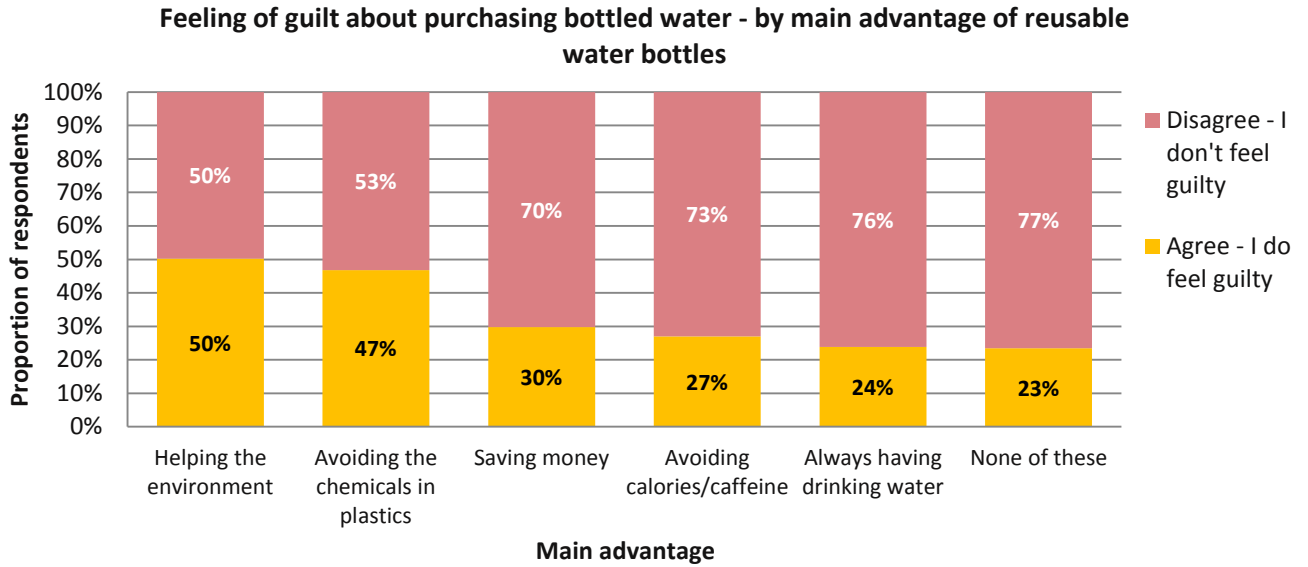 Feeling of guilt about purchasing bottled water - by main advantage of reusable
water bottles
Proportion of respondents
100%
90%
80%
70%
60%
50%
40%
30%
20%
10%
0%
50%
53%
70%
73%
76%
77%
50%
47%
30%
27%
24%
23%
Disagree - I
don't feel
guilty
Agree - I do
feel guilty
Helping the
environment
Avoiding the
chemicals in
plastics
Saving money
Avoiding
calories/caffeine
Always having
drinking water
None of these
Main advantage